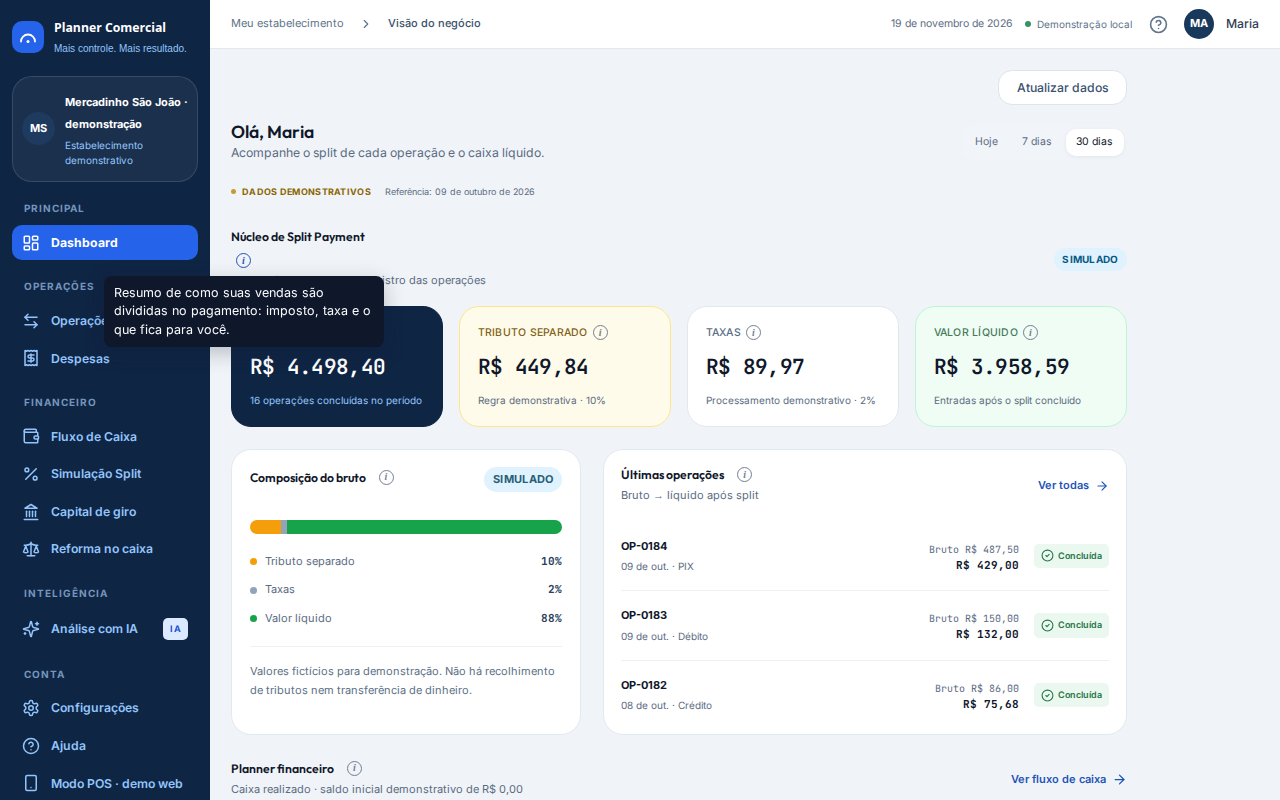 Planner Comercial
Mais controle. Mais resultado.
Meu estabelecimento > Visão do negócio
19 de novembro de 2026
Demonstração local
MA
Maria
MS
Mercadinho São João ·
demonstração
Estabelecimento
demonstrativo
PRINCIPAL
Dashboard
OPERAÇÕES
Despesas
FINANCEIRO
Fluxo de Caixa
Simulação Split
Capital de giro
Reforma no caixa
INTELIGÊNCIA
Análise com IA
IA
CONTA
Configurações
Ajuda
Modo POS · demo web
Atualizar dados
Olá, Maria
Acompanhe o split de cada operação e o caixa líquido.
Hoje
7 dias
30 dias
DADOS DEMONSTRATIVOS
Referência: 09 de outubro de 2026
Núcleo de Split Payment
SIMULADO
das operações
Resumo de como suas vendas são
divididas no pagamento: imposto, taxa e o
que fica para você.
R$ 4.498,40
16 operações concluídas no período
TRIBUTO SEPARADO
R$ 449,84
Regra demonstrativa · 10%
TAXAS
R$ 89,97
Processamento demonstrativo · 2%
VALOR LÍQUIDO
R$ 3.958,59
Entradas após o split concluído
Composição do bruto
SIMULADO
Tributo separado 10%
Taxas 2%
Valor líquido 88%
Valores fictícios para demonstração. Não há recolhimento
de tributos nem transferência de dinheiro.
Últimas operações
Bruto → líquido após split
Ver todas →
OP-0184
09 de out. · PIX
Bruto R$ 487,50
R$ 429,00
Concluída
OP-0183
09 de out. · Débito
Bruto R$ 150,00
R$ 132,00
Concluída
OP-0182
08 de out. · Crédito
Bruto R$ 86,00
R$ 75,68
Concluída
Planner financeiro
Caixa realizado · saldo inicial demonstrativo de R$ 0,00
Ver fluxo de caixa →